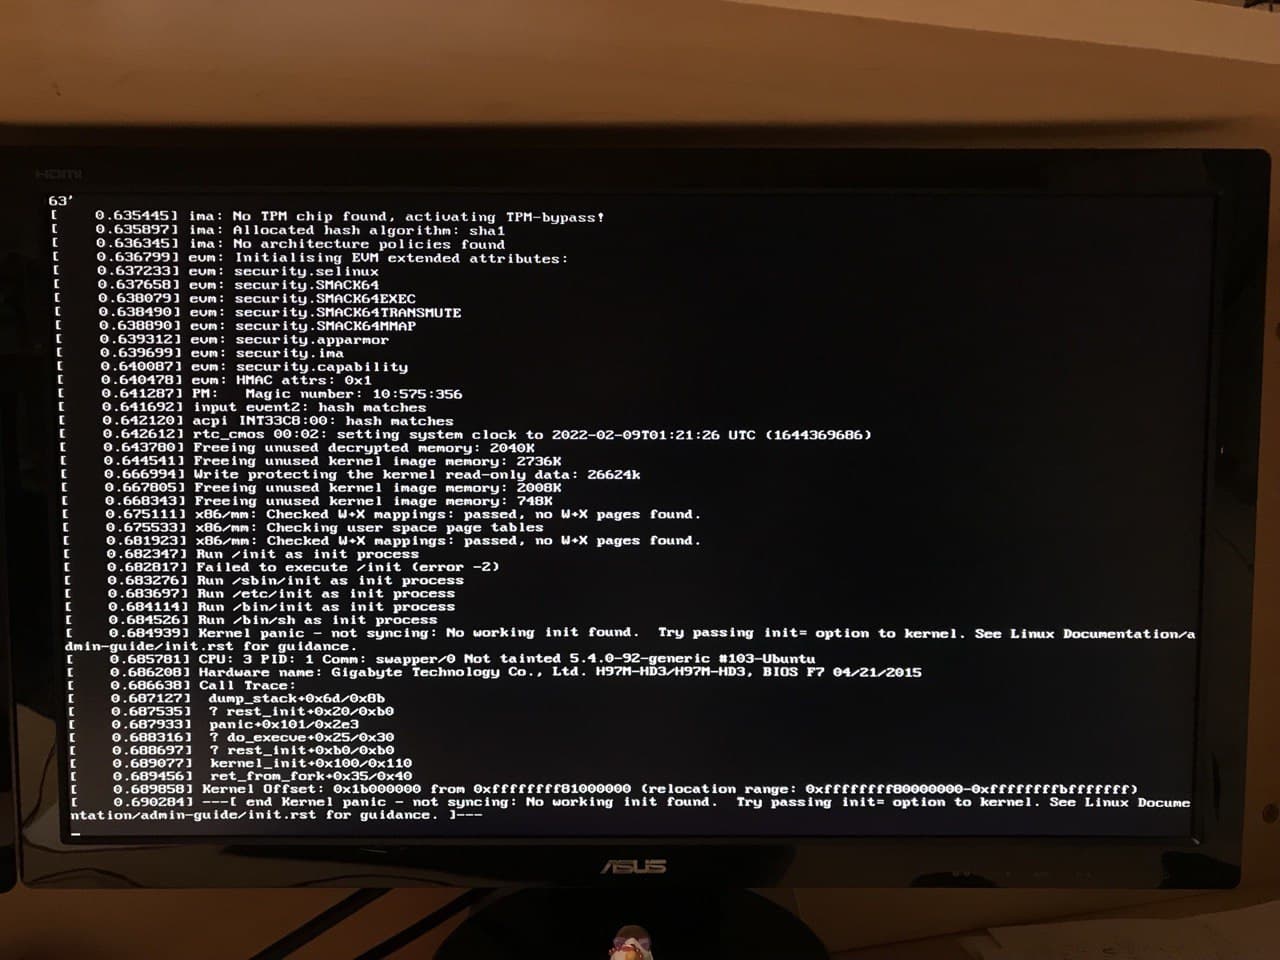 HDMI
63'
[    0.635445] ima: No TPM chip found, activating TPM-bypass!
[    0.635897] ima: Allocated hash algorithm: sha1
[    0.636345] ima: No architecture policies found
[    0.636799] evm: Initialising EVM extended attributes:
[    0.637233] evm: security.selinux
[    0.637658] evm: security.SMACK64
[    0.638079] evm: security.SMACK64EXEC
[    0.638490] evm: security.SMACK64TRANSMUTE
[    0.638890] evm: security.SMACK64MMAP
[    0.639312] evm: security.apparmor
[    0.639699] evm: security.ima
[    0.640087] evm: security.capability
[    0.640478] evm: HMAC attrs: 0x1
[    0.641287] PM:   Magic number: 10:575:356
[    0.641692] input event2: hash matches
[    0.642120] acpi INT33C8:00: hash matches
[    0.642612] rtc_cmos 00:02: setting system clock to 2022-02-09T01:21:26 UTC (1644369686)
[    0.643780] Freeing unused decrypted memory: 2040K
[    0.644541] Freeing unused kernel image memory: 2736K
[    0.666994] Write protecting the kernel read-only data: 26624k
[    0.667805] Freeing unused kernel image memory: 2008K
[    0.668343] Freeing unused kernel image memory: 748K
[    0.675111] x86/mm: Checked W+X mappings: passed, no W+X pages found.
[    0.675533] x86/mm: Checking user space page tables
[    0.681923] x86/mm: Checked W+X mappings: passed, no W+X pages found.
[    0.682347] Run /init as init process
[    0.682817] Failed to execute /init (error -2)
[    0.683276] Run /sbin/init as init process
[    0.683697] Run /etc/init as init process
[    0.684114] Run /bin/init as init process
[    0.684526] Run /bin/sh as init process
[    0.684939] Kernel panic - not syncing: No working init found.  Try passing init= option to kernel. See Linux Documentation/a
dmin-guide/init.rst for guidance.
[    0.685781] CPU: 3 PID: 1 Comm: swapper/0 Not tainted 5.4.0-92-generic #103-Ubuntu
[    0.686208] Hardware name: Gigabyte Technology Co., Ltd. H97M-HD3/H97M-HD3, BIOS F7 04/21/2015
[    0.686638] Call Trace:
[    0.687127]  dump_stack+0x6d/0x8b
[    0.687535]  ? rest_init+0x20/0xb0
[    0.687933]  panic+0x101/0x2e3
[    0.688316]  ? do_execve+0x25/0x30
[    0.688697]  ? rest_init+0xb0/0xb0
[    0.689077]  kernel_init+0x100/0x110
[    0.689456]  ret_from_fork+0x35/0x40
[    0.689858] Kernel Offset: 0x1b000000 from 0xffffffff81000000 (relocation range: 0xffffffff80000000-0xffffffffbfffffff)
[    0.690284] ---[ end Kernel panic - not syncing: No working init found.  Try passing init= option to kernel. See Linux Docume
ntation/admin-guide/init.rst for guidance. ]---
_
ASUS